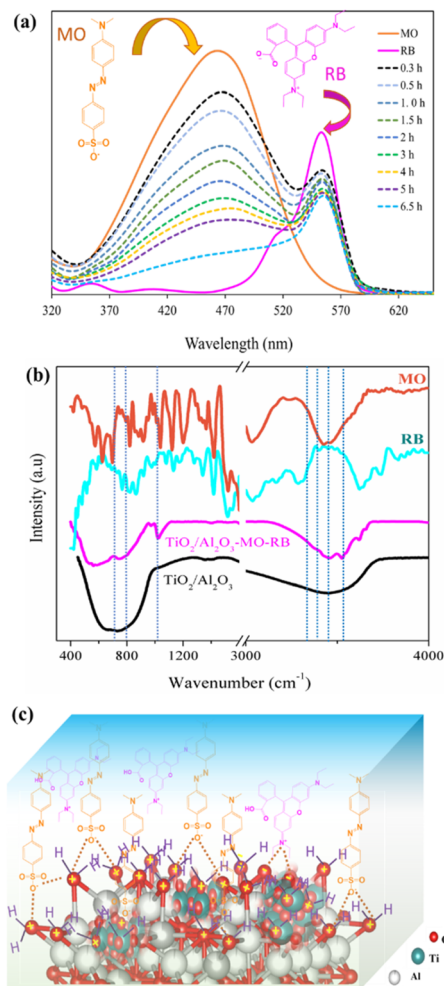 (a)
MO
RB
N
N
N
O=S=O
O-
N
O
O
N+
MO
RB
0.3 h
0.5 h
1. 0 h
1.5 h
2 h
3 h
4 h
5 h
6.5 h
320 370 420 470 520 570 620
Wavelength (nm)
(b)
MO
RB
TiO2/Al2O3-MO-RB
TiO2/Al2O3
Intensity (a.u)
400 800 1200 3000 4000
Wavenumber (cm-1)
(c)
Ti
Al